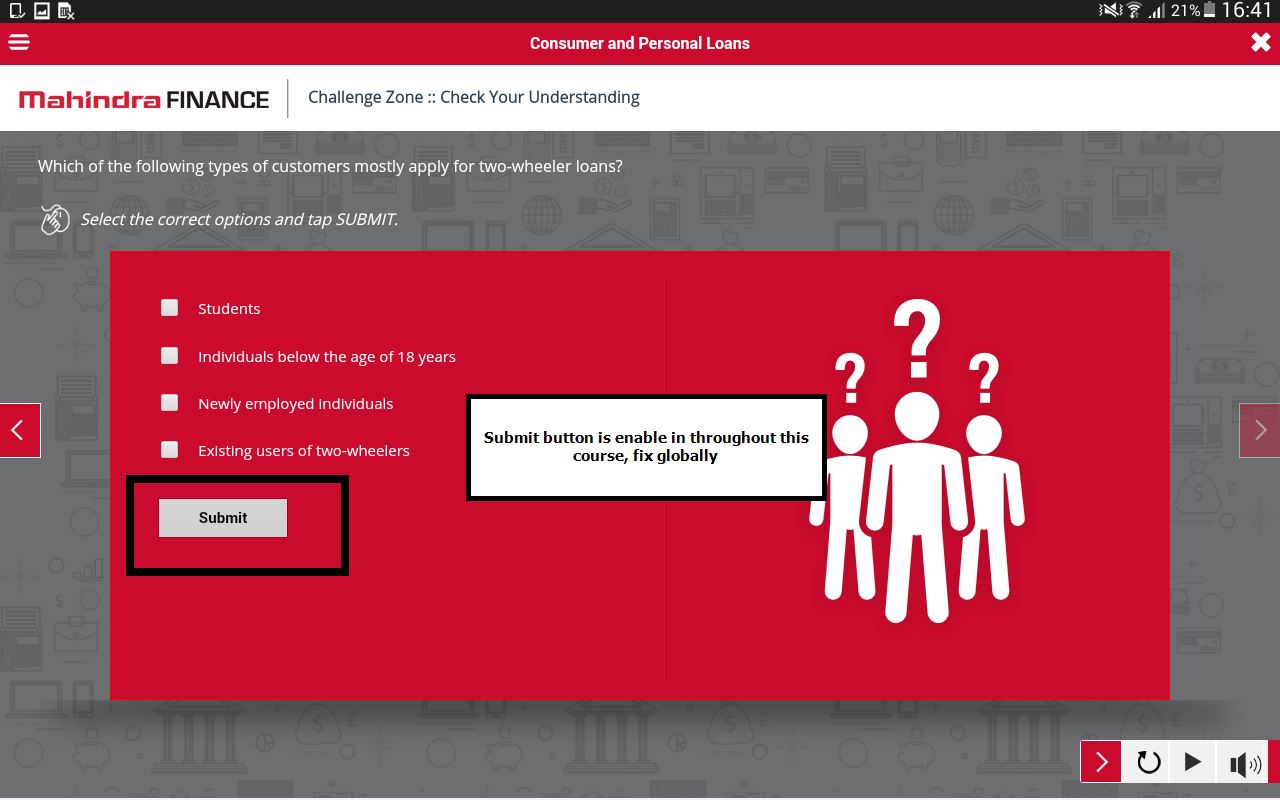 21% 16:41
Consumer and Personal Loans
Mahindra FINANCE
Challenge Zone :: Check Your Understanding
Which of the following types of customers mostly apply for two-wheeler loans?
Select the correct options and tap SUBMIT.
Students
Individuals below the age of 18 years
Newly employed individuals
Existing users of two-wheelers
Submit
? ? ?
Submit button is enable in throughout this
course, fix globally